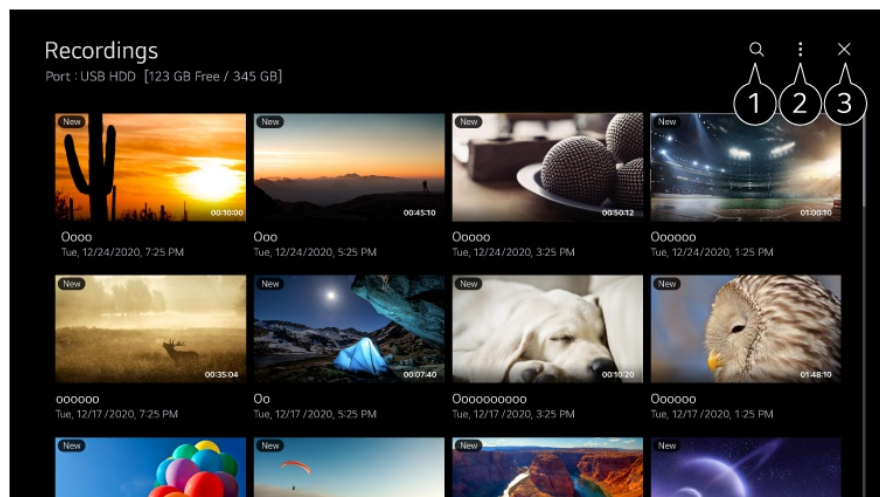 Recordings
Port : USB HDD [123 GB Free / 345 GB]
1 2 3
New New New New
00:10:00 00:45:10 00:50:12 01:00:10
Oooo Ooo Ooooo Oooooo
Tue, 12/24/2020, 7:25 PM Tue, 12/24/2020, 5:25 PM Tue, 12/24/2020, 3:25 PM Tue, 12/24/2020, 1:25 PM
New New New New
00:35:04 00:07:40 00:10:20 01:48:10
oooooo Oo Oooooooooo Oooooo
Tue, 12/17/2020, 7:25 PM Tue, 12/17/2020, 5:25 PM Tue, 12/17/2020, 3:25 PM Tue, 12/17/2020, 1:25 PM
New New New New